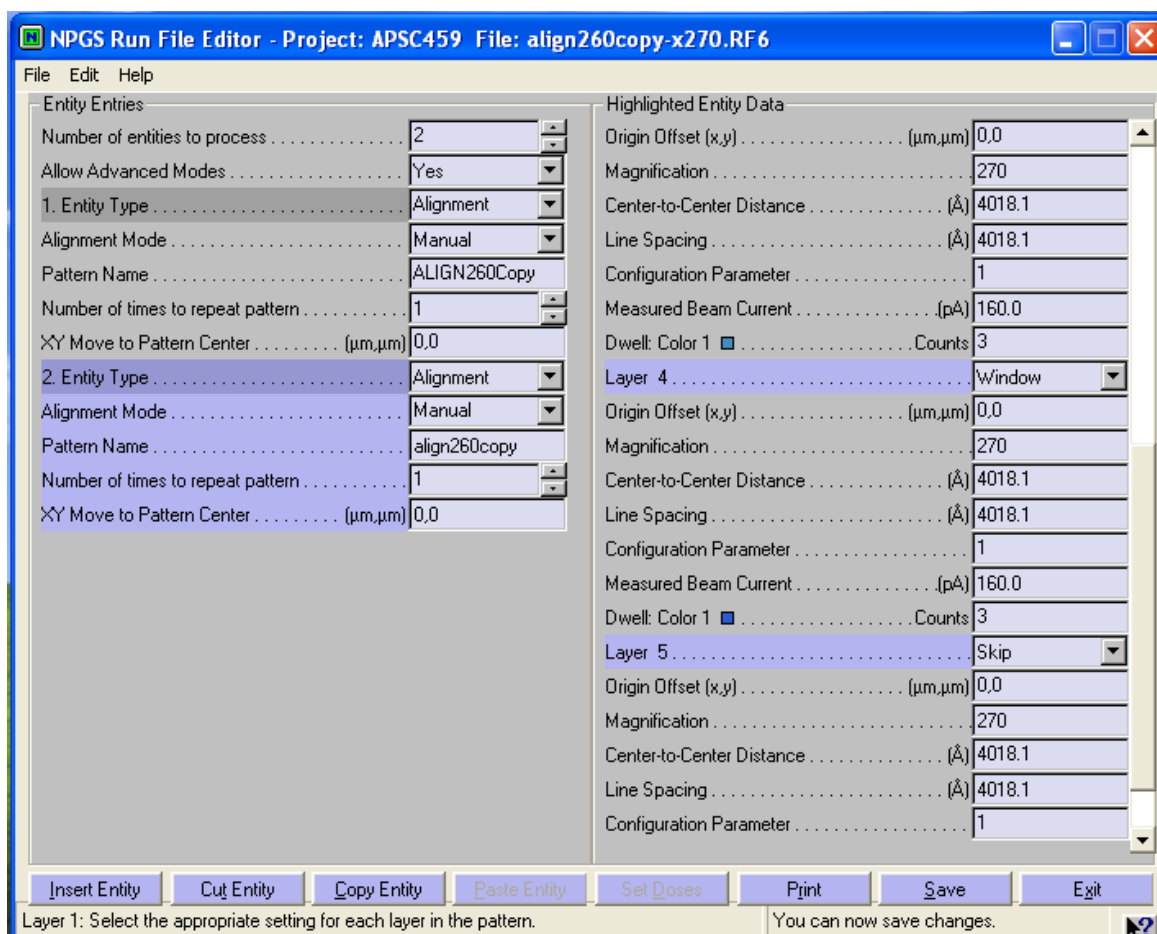 NPGS Run File Editor - Project: APSC459 File: align260copy-x270.RF6
File Edit Help
Entity Entries
Number of entities to process . . . . . . . . . . . . . . . 2
Allow Advanced Modes . . . . . . . . . . . . . . . . . . . Yes
1. Entity Type . . . . . . . . . . . . . . . . . . . . . . . . . . . Alignment
Alignment Mode . . . . . . . . . . . . . . . . . . . . . . . . . Manual
Pattern Name . . . . . . . . . . . . . . . . . . . . . . . . . . . ALIGN260Copy
Number of times to repeat pattern . . . . . . . . . . . 1
XY Move to Pattern Center . . . . . . . . . (µm,µm) 0,0
2. Entity Type . . . . . . . . . . . . . . . . . . . . . . . . . . . Alignment
Alignment Mode . . . . . . . . . . . . . . . . . . . . . . . . . Manual
Pattern Name . . . . . . . . . . . . . . . . . . . . . . . . . . . align260copy
Number of times to repeat pattern . . . . . . . . . . . 1
XY Move to Pattern Center . . . . . . . . . (µm,µm) 0,0
Highlighted Entity Data
Origin Offset (x,y) . . . . . . . . . . . . . . . . . (µm,µm) 0,0
Magnification . . . . . . . . . . . . . . . . . . . . . . . . . . . 270
Center-to-Center Distance . . . . . . . . . . . . . . (Å) 4018.1
Line Spacing . . . . . . . . . . . . . . . . . . . . . . . . . (Å) 4018.1
Configuration Parameter . . . . . . . . . . . . . . . . . . 1
Measured Beam Current . . . . . . . . . . . . . . . (pA) 160.0
Dwell: Color 1 . . . . . . . . . . . . . . . . . . . Counts 3
Layer 4 . . . . . . . . . . . . . . . . . . . . . . . . . . . . . . . Window
Origin Offset (x,y) . . . . . . . . . . . . . . . . . (µm,µm) 0,0
Magnification . . . . . . . . . . . . . . . . . . . . . . . . . . . 270
Center-to-Center Distance . . . . . . . . . . . . . . (Å) 4018.1
Line Spacing . . . . . . . . . . . . . . . . . . . . . . . . . (Å) 4018.1
Configuration Parameter . . . . . . . . . . . . . . . . . . 1
Measured Beam Current . . . . . . . . . . . . . . . (pA) 160.0
Dwell: Color 1 . . . . . . . . . . . . . . . . . . . Counts 3
Layer 5 . . . . . . . . . . . . . . . . . . . . . . . . . . . . . . . Skip
Origin Offset (x,y) . . . . . . . . . . . . . . . . . (µm,µm) 0,0
Magnification . . . . . . . . . . . . . . . . . . . . . . . . . . . 270
Center-to-Center Distance . . . . . . . . . . . . . . (Å) 4018.1
Line Spacing . . . . . . . . . . . . . . . . . . . . . . . . . (Å) 4018.1
Configuration Parameter . . . . . . . . . . . . . . . . . . 1
Insert Entity Cut Entity Copy Entity Paste Entity Set Doses Print Save Exit
Layer 1: Select the appropriate setting for each layer in the pattern. You can now save changes.